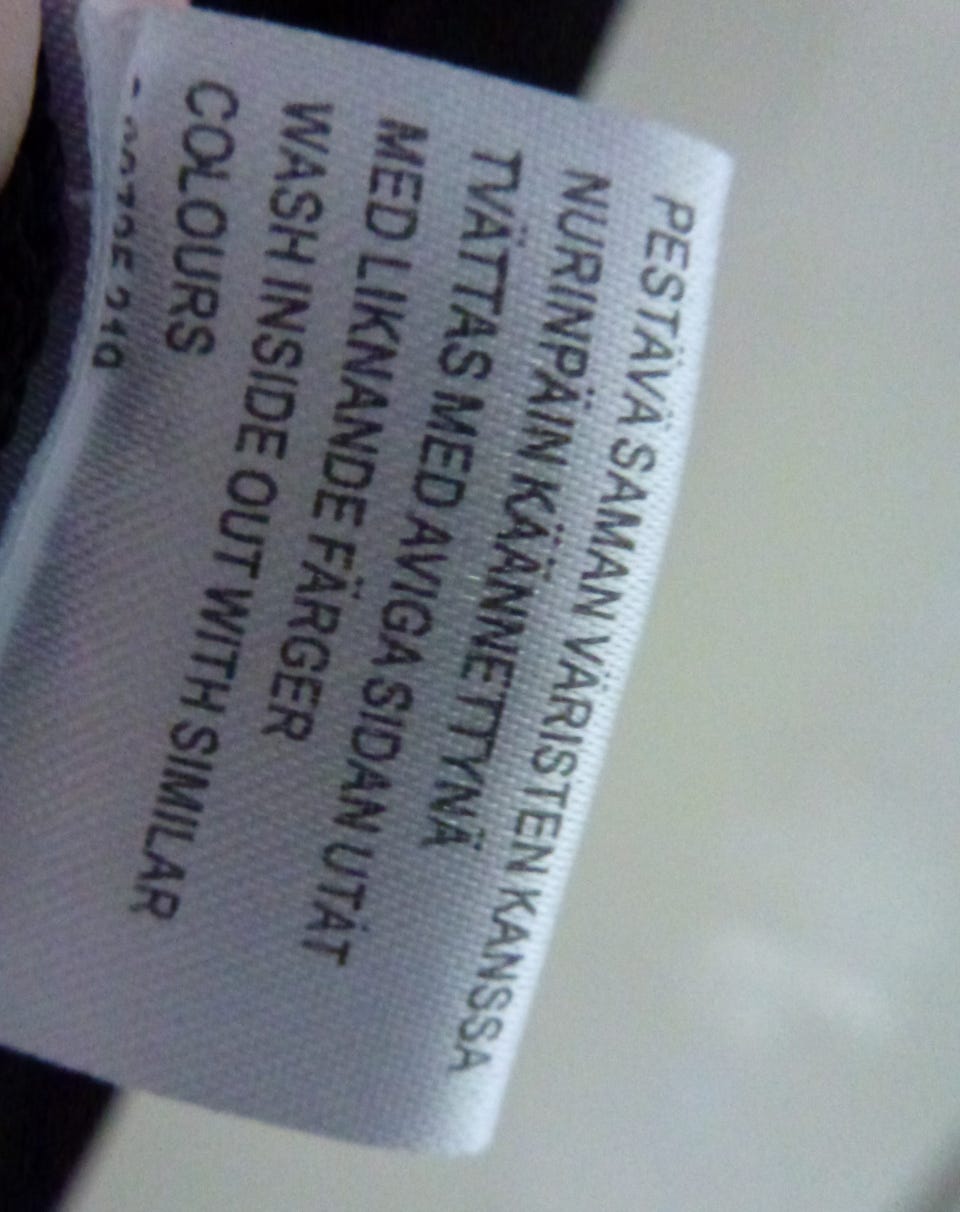 PESTÄVÄ SAMAN VÄRISTEN KANSSA
NURINPÄIN KÄÄNNETTYNÄ
TVÄTTAS MED AVIGA SIDAN UTÅT
MED LIKNANDE FÄRGER
WASH INSIDE OUT WITH SIMILAR
COLOURS